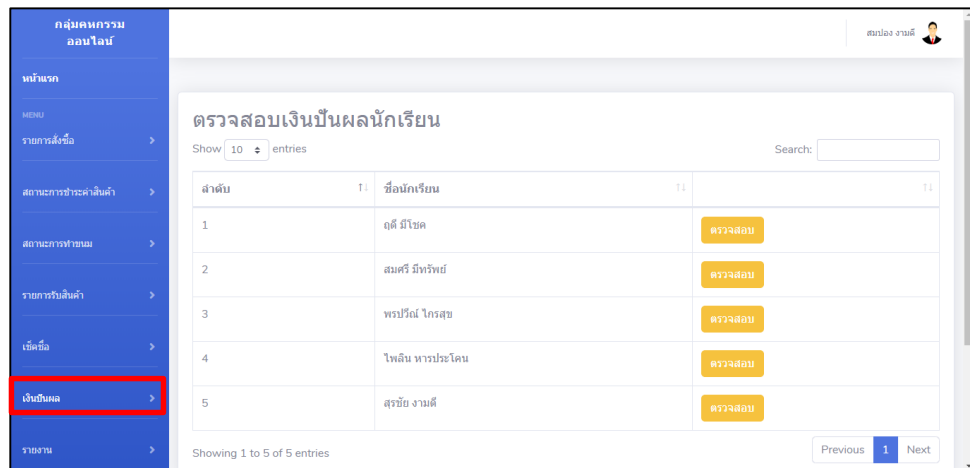 กลุ่มคหกรรม
ออนไลน์
สมปอง งามดี
หน้าแรก
MENU
รายการสั่งซื้อ
สถานะการชำระค่าสินค้า
สถานะการทำขนม
รายการรับสินค้า
เช็คชื่อ
เงินปันผล
รายงาน
ตรวจสอบเงินปันผลนักเรียน
Show 10 entries
Search:
ลำดับ ชื่อนักเรียน
1 ฤดี มีโชค ตรวจสอบ
2 สมศรี มีทรัพย์ ตรวจสอบ
3 พรปวีณ์ ไกรสุข ตรวจสอบ
4 ไพลิน หารประโคน ตรวจสอบ
5 สุรชัย งามดี ตรวจสอบ
Showing 1 to 5 of 5 entries
Previous 1 Next